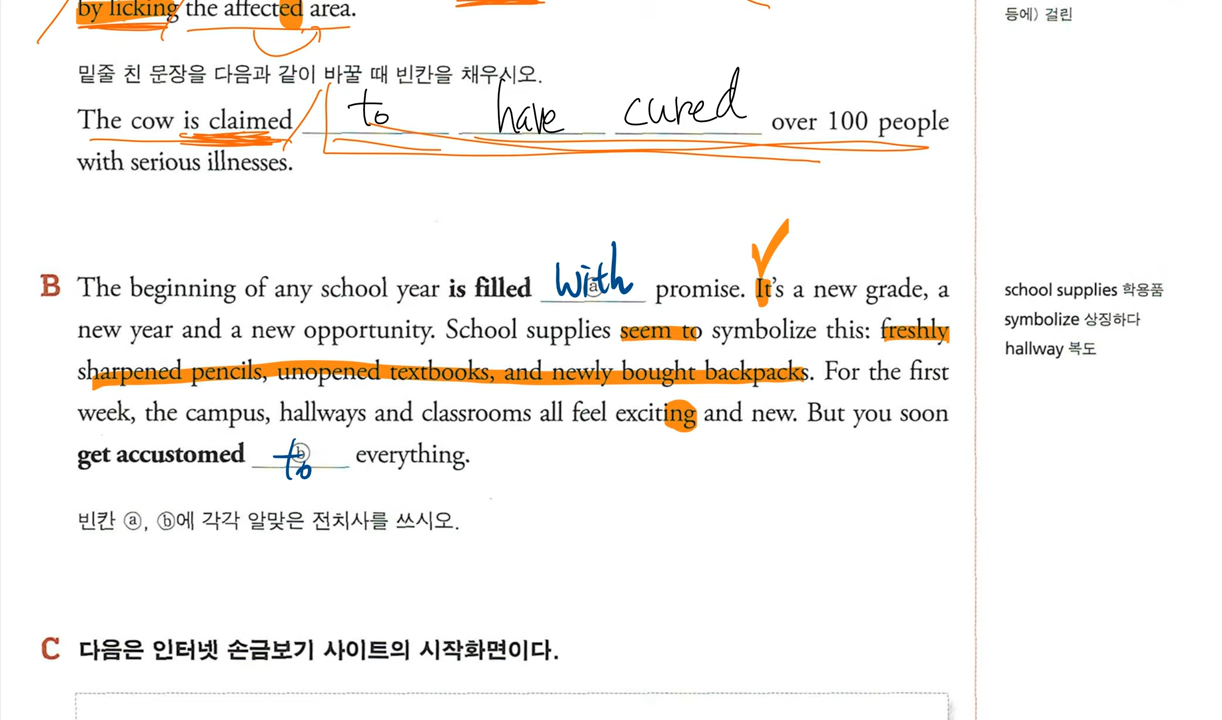 by licking the affected area.
등에) 걸린
밑줄 친 문장을 다음과 같이 바꿀 때 빈칸을 채우시오.
The cow is claimed to have cured over 100 people
with serious illnesses.
B The beginning of any school year is filled ⓐ with promise. It's a new grade, a
new year and a new opportunity. School supplies seem to symbolize this: freshly
sharpened pencils, unopened textbooks, and newly bought backpacks. For the first
week, the campus, hallways and classrooms all feel exciting and new. But you soon
get accustomed ⓑ to everything.
school supplies 학용품
symbolize 상징하다
hallway 복도
빈칸 ⓐ, ⓑ에 각각 알맞은 전치사를 쓰시오.
C 다음은 인터넷 손금보기 사이트의 시작화면이다.